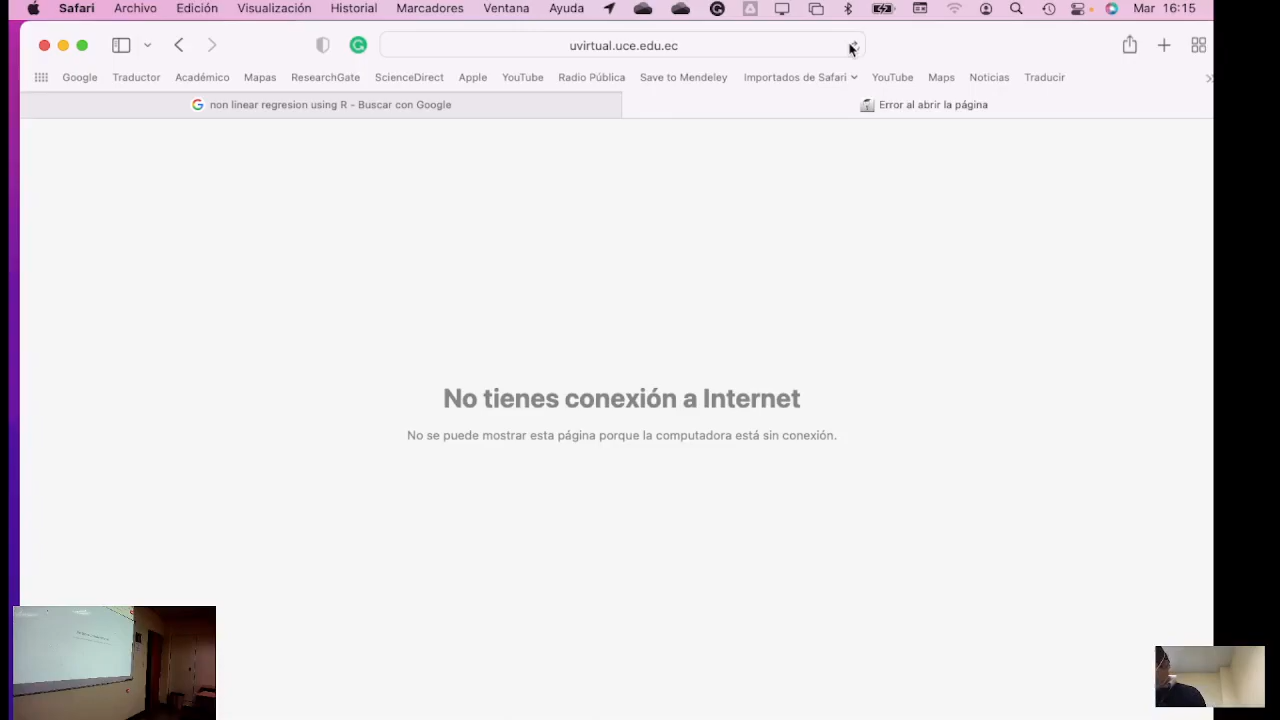 Safari Archivo Edición Visualización Historial Marcadores Ventana Ayuda Mar 16:15
uvirtual.uce.edu.ec
Google Traductor Académico Mapas ResearchGate ScienceDirect Apple YouTube Radio Pública Save to Mendeley Importados de Safari YouTube Maps Noticias Traducir
non linear regresion using R - Buscar con Google Error al abrir la página
No tienes conexión a Internet
No se puede mostrar esta página porque la computadora está sin conexión.